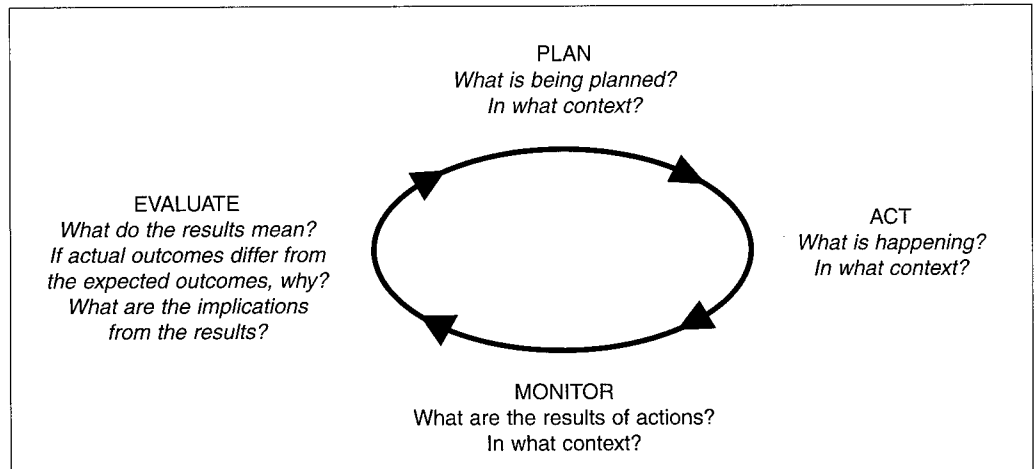 PLAN
What is being planned?
In what context?
ACT
What is happening?
In what context?
MONITOR
What are the results of actions?
In what context?
EVALUATE
What do the results mean?
If actual outcomes differ from
the expected outcomes, why?
What are the implications
from the results?